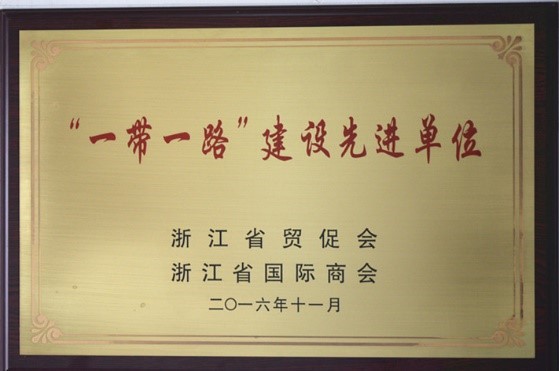 “一带一路”建设先进单位
浙江省贸促会
浙江省国际商会
二〇一六年十一月